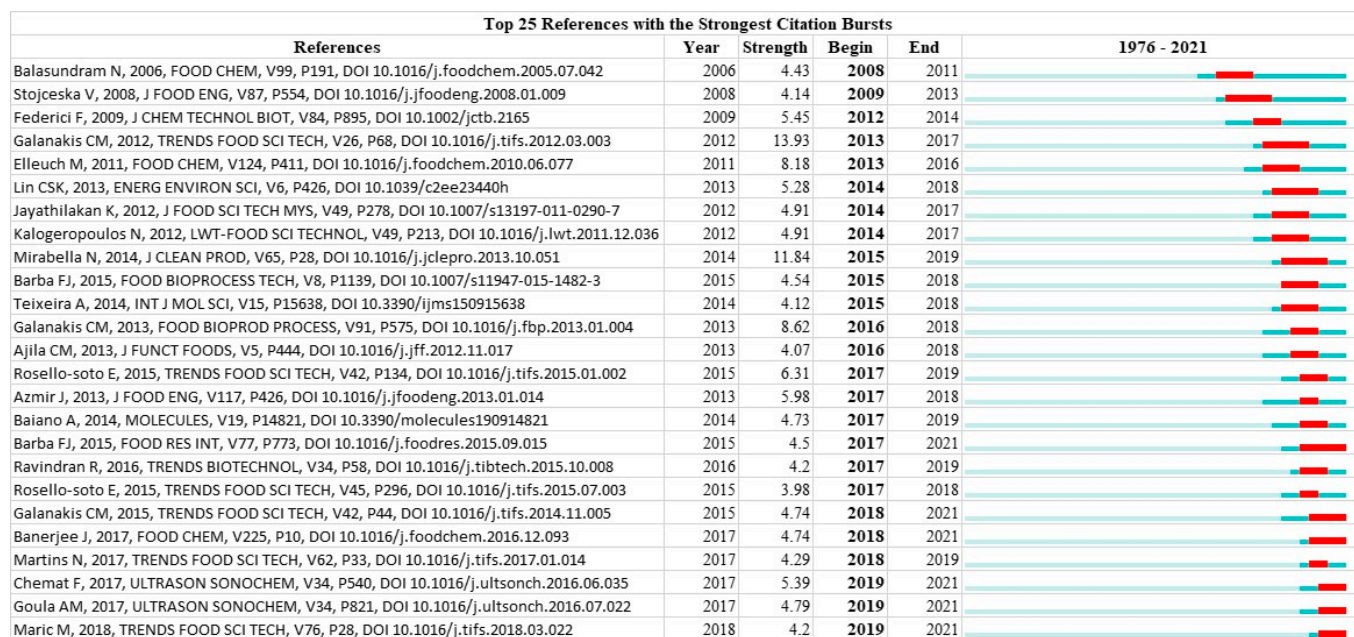 Top 25 References with the Strongest Citation Bursts
References Year Strength Begin End 1976 - 2021
Balasundram N, 2006, FOOD CHEM, V99, P191, DOI 10.1016/j.foodchem.2005.07.042 2006 4.43 2008 2011
Stojceska V, 2008, J FOOD ENG, V87, P554, DOI 10.1016/j.jfoodeng.2008.01.009 2008 4.14 2009 2013
Federici F, 2009, J CHEM TECHNOL BIOT, V84, P895, DOI 10.1002/jctb.2165 2009 5.45 2012 2014
Galanakis CM, 2012, TRENDS FOOD SCI TECH, V26, P68, DOI 10.1016/j.tifs.2012.03.003 2012 13.93 2013 2017
Elleuch M, 2011, FOOD CHEM, V124, P411, DOI 10.1016/j.foodchem.2010.06.077 2011 8.18 2013 2016
Lin CSK, 2013, ENERG ENVIRON SCI, V6, P426, DOI 10.1039/c2ee23440h 2013 5.28 2014 2018
Jayathilakan K, 2012, J FOOD SCI TECH MYS, V49, P278, DOI 10.1007/s13197-011-0290-7 2012 4.91 2014 2017
Kalogeropoulos N, 2012, LWT-FOOD SCI TECHNOL, V49, P213, DOI 10.1016/j.lwt.2011.12.036 2012 4.91 2014 2017
Mirabella N, 2014, J CLEAN PROD, V65, P28, DOI 10.1016/j.jclepro.2013.10.051 2014 11.84 2015 2019
Barba FJ, 2015, FOOD BIOPROCESS TECH, V8, P1139, DOI 10.1007/s11947-015-1482-3 2015 4.54 2015 2018
Teixeira A, 2014, INT J MOL SCI, V15, P15638, DOI 10.3390/ijms150915638 2014 4.12 2015 2018
Galanakis CM, 2013, FOOD BIOPROD PROCESS, V91, P575, DOI 10.1016/j.fbp.2013.01.004 2013 8.62 2016 2018
Ajila CM, 2013, J FUNCT FOODS, V5, P444, DOI 10.1016/j.jff.2012.11.017 2013 4.07 2016 2018
Rosello-soto E, 2015, TRENDS FOOD SCI TECH, V42, P134, DOI 10.1016/j.tifs.2015.01.002 2015 6.31 2017 2019
Azmir J, 2013, J FOOD ENG, V117, P426, DOI 10.1016/j.jfoodeng.2013.01.014 2013 5.98 2017 2018
Baiano A, 2014, MOLECULES, V19, P14821, DOI 10.3390/molecules190914821 2014 4.73 2017 2019
Barba FJ, 2015, FOOD RES INT, V77, P773, DOI 10.1016/j.foodres.2015.09.015 2015 4.5 2017 2021
Ravindran R, 2016, TRENDS BIOTECHNOL, V34, P58, DOI 10.1016/j.tibtech.2015.10.008 2016 4.2 2017 2019
Rosello-soto E, 2015, TRENDS FOOD SCI TECH, V45, P296, DOI 10.1016/j.tifs.2015.07.003 2015 3.98 2017 2018
Galanakis CM, 2015, TRENDS FOOD SCI TECH, V42, P44, DOI 10.1016/j.tifs.2014.11.005 2015 4.74 2018 2021
Banerjee J, 2017, FOOD CHEM, V225, P10, DOI 10.1016/j.foodchem.2016.12.093 2017 4.74 2018 2021
Martins N, 2017, TRENDS FOOD SCI TECH, V62, P33, DOI 10.1016/j.tifs.2017.01.014 2017 4.29 2018 2019
Chemat F, 2017, ULTRASON SONOCHEM, V34, P540, DOI 10.1016/j.ultsonch.2016.06.035 2017 5.39 2019 2021
Goula AM, 2017, ULTRASON SONOCHEM, V34, P821, DOI 10.1016/j.ultsonch.2016.07.022 2017 4.79 2019 2021
Maric M, 2018, TRENDS FOOD SCI TECH, V76, P28, DOI 10.1016/j.tifs.2018.03.022 2018 4.2 2019 2021